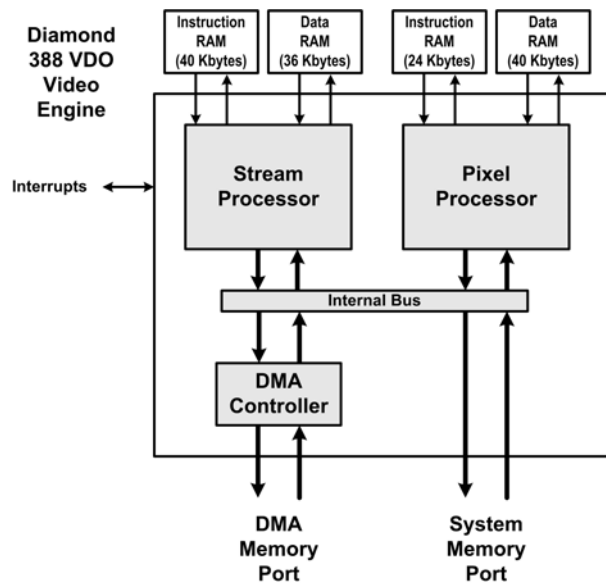 Diamond
388 VDO
Video
Engine
Instruction
RAM
(40 Kbytes)
Data
RAM
(36 Kbytes)
Instruction
RAM
(24 Kbytes)
Data
RAM
(40 Kbytes)
Stream
Processor
Pixel
Processor
Interrupts
Internal Bus
DMA
Controller
DMA
Memory
Port
System
Memory
Port